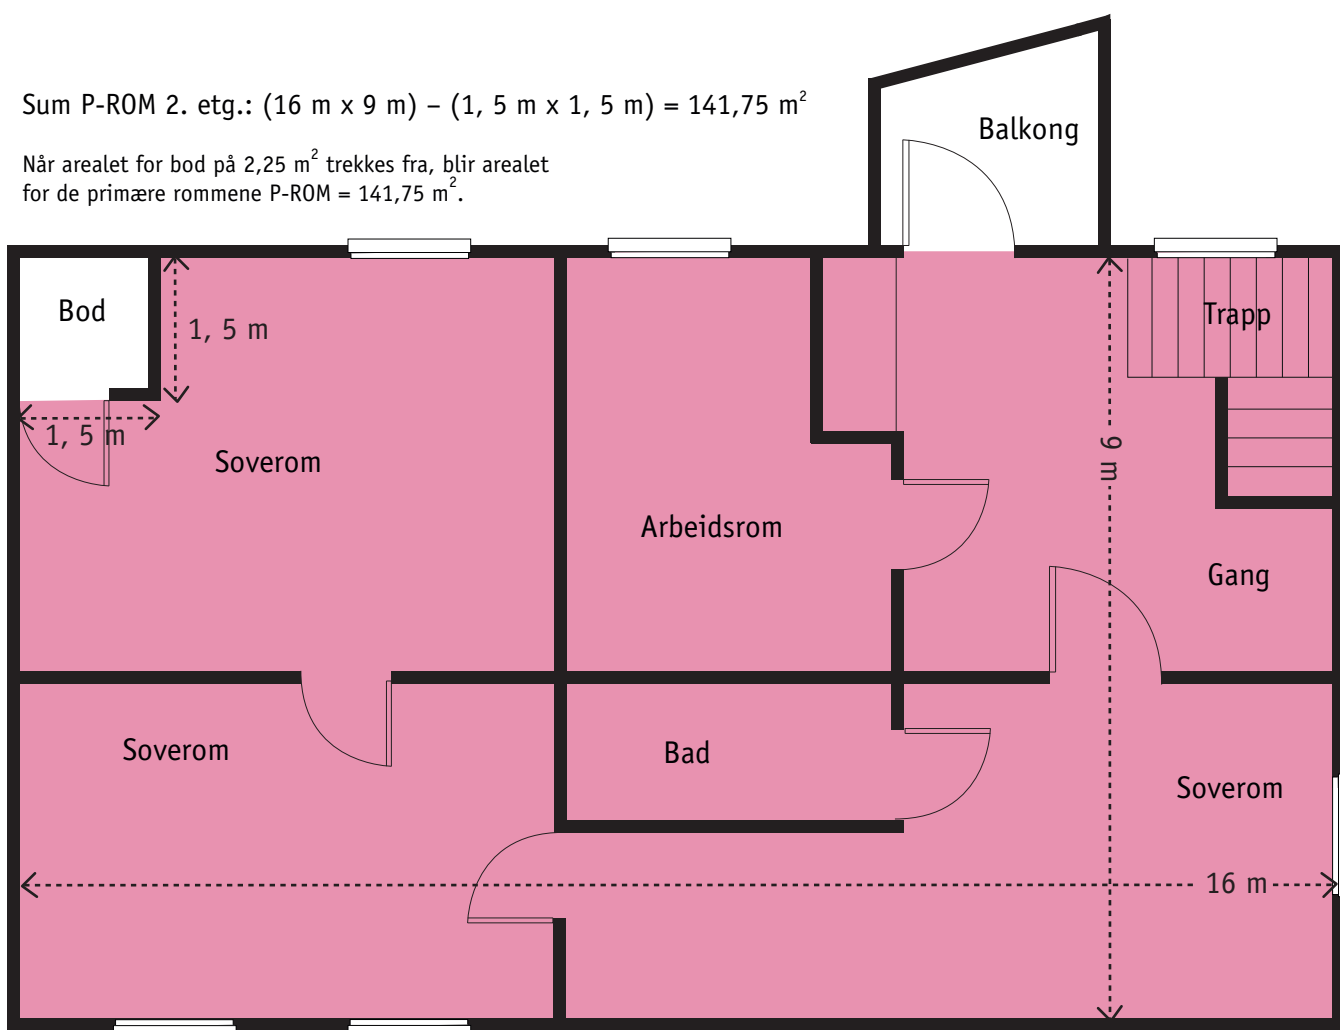 Sum P-ROM 2. etg.: (16 m x 9 m) – (1, 5 m x 1, 5 m) = 141,75 m²
Når arealet for bod på 2,25 m² trekkes fra, blir arealet
for de primære rommene P-ROM = 141,75 m².
Balkong
Bod
1, 5 m
Trapp
1, 5 m
Soverom
9 m
Arbeidsrom
Gang
Soverom
Bad
Soverom
16 m